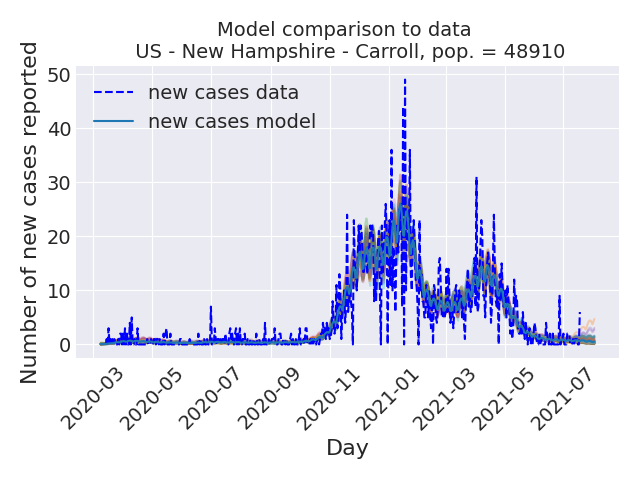 Model comparison to data
US - New Hampshire - Carroll, pop. = 48910
Number of new cases reported
50
40
30
20
10
0
new cases data
new cases model
2020-03
2020-05
2020-07
2020-09
2020-11
2021-01
2021-03
2021-05
2021-07
Day